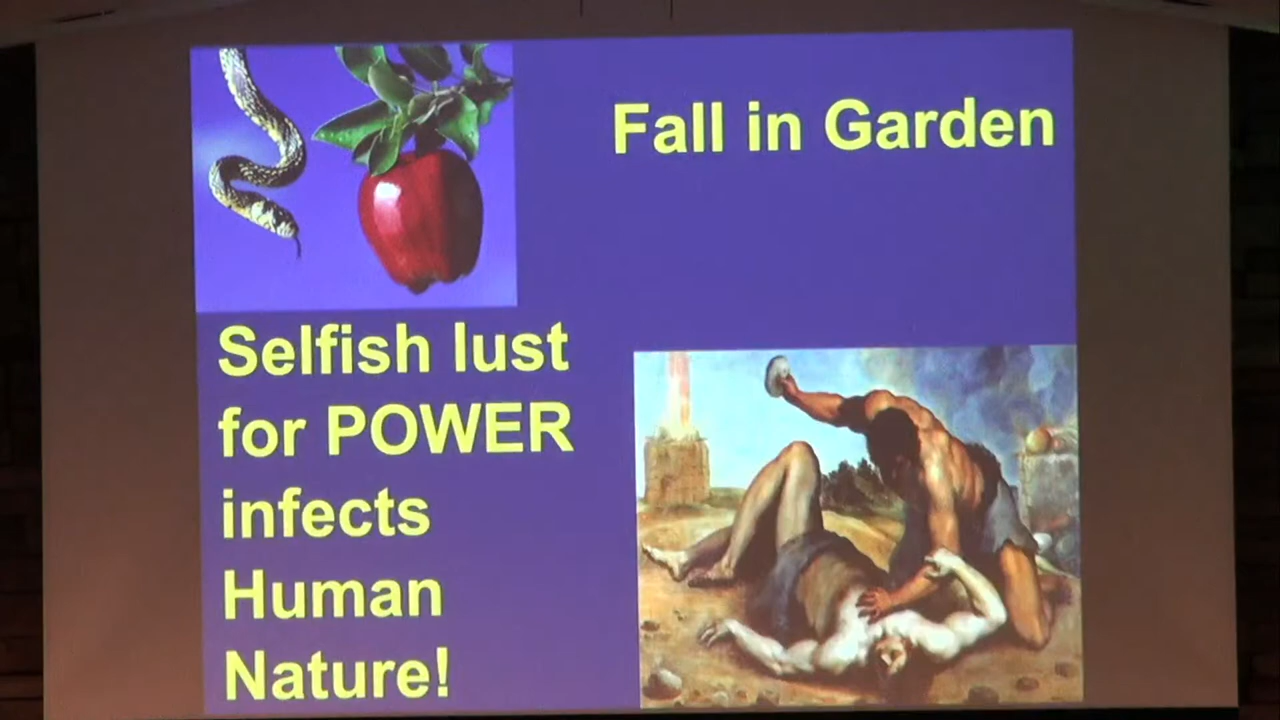 Fall in Garden
Selfish lust
for POWER
infects
Human
Nature!